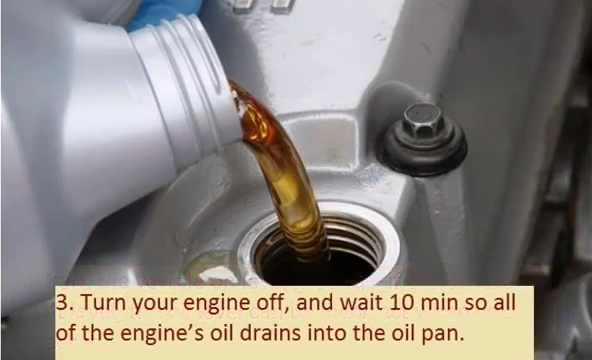 3. Turn your engine off, and wait 10 min so all
of the engine's oil drains into the oil pan.